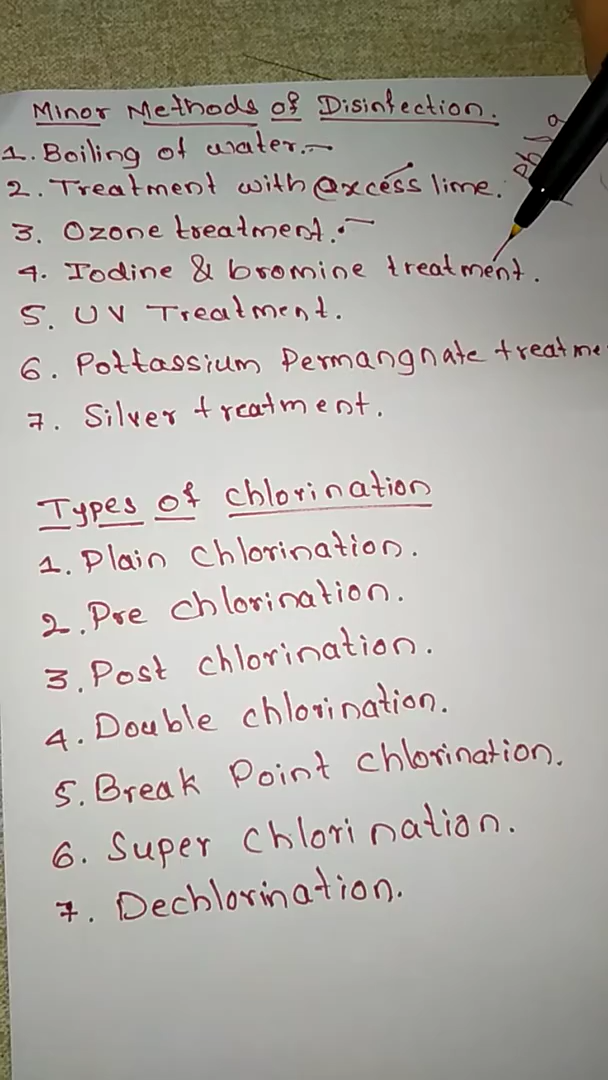 Minor Methods of Disinfection.
1. Boiling of water.
2. Treatment with excess lime.
3. Ozone treatment.
4. Iodine & bromine treatment.
5. UV Treatment.
6. Pottassium Permangnate treatme
7. Silver treatment.
Types of chlorination
1. Plain chlorination.
2. Pre chlorination.
3. Post chlorination.
4. Double chlorination.
5. Break Point chlorination.
6. Super chlorination.
7. Dechlorination.